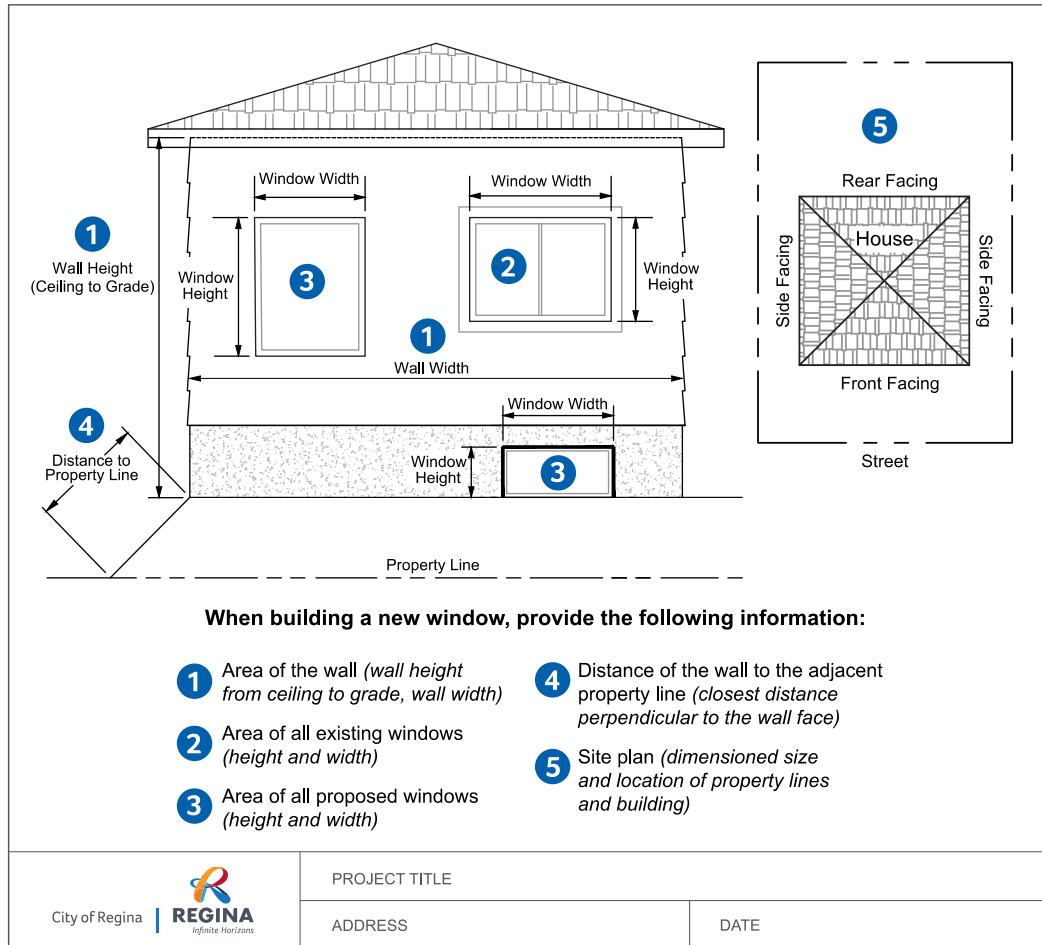 5
Window Width
Window Width
Rear Facing
1
Wall Height
(Ceiling to Grade)
Window
Height
3
2
Window
Height
House
Side Facing
Side Facing
1
Wall Width
Front Facing
4
Distance to
Property Line
Window Width
Window
Height
3
Street
Property Line
When building a new window, provide the following information:
1 Area of the wall (wall height
from ceiling to grade, wall width)
2 Area of all existing windows
(height and width)
3 Area of all proposed windows
(height and width)
4 Distance of the wall to the adjacent
property line (closest distance
perpendicular to the wall face)
5 Site plan (dimensioned size
and location of property lines
and building)
City of Regina
REGINA
Infinite Horizons
PROJECT TITLE
ADDRESS
DATE